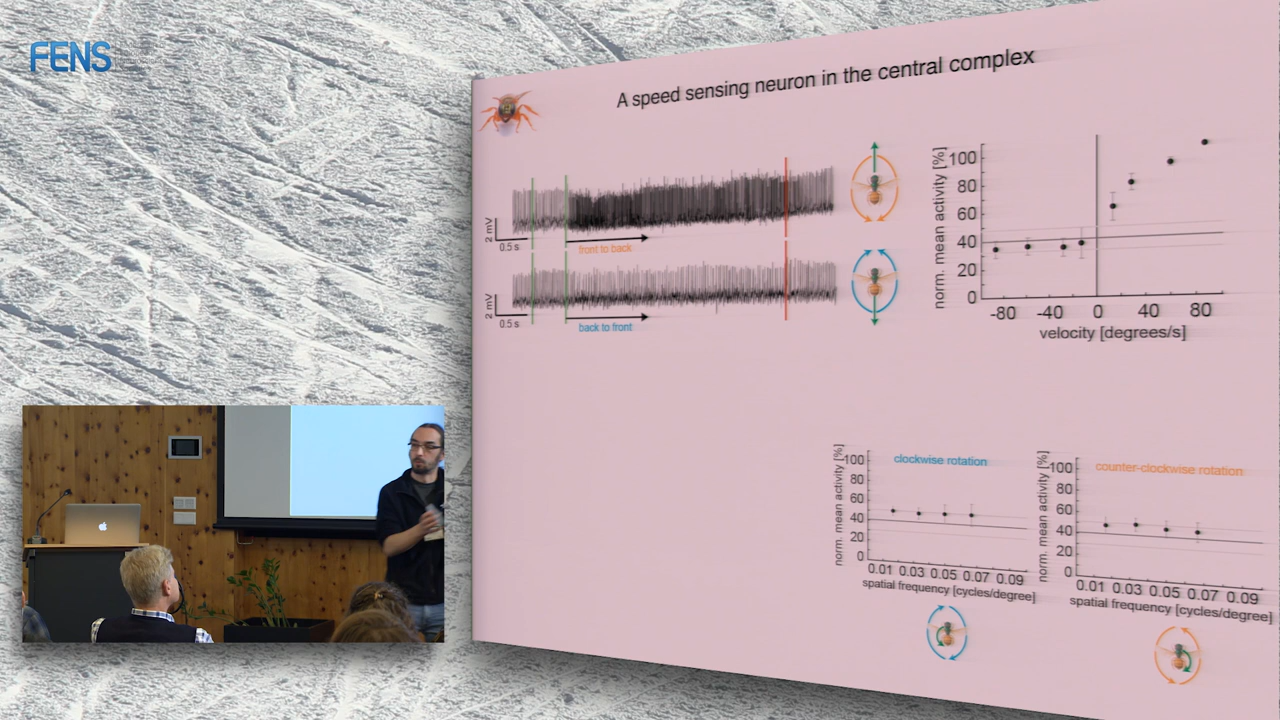 FENS
A speed sensing neuron in the central complex
2 mV
0.5 s
front to back
2 mV
0.5 s
back to front
norm. mean activity [%]
100
80
60
40
20
0
-80 -40 0 40 80
velocity [degrees/s]
norm. mean activity [%]
100
80
60
40
20
0
clockwise rotation
0.01 0.03 0.05 0.07 0.09
spatial frequency [cycles/degree]
norm. mean activity [%]
100
80
60
40
20
0
counter-clockwise rotation
0.01 0.03 0.05 0.07 0.09
spatial frequency [cycles/degree]